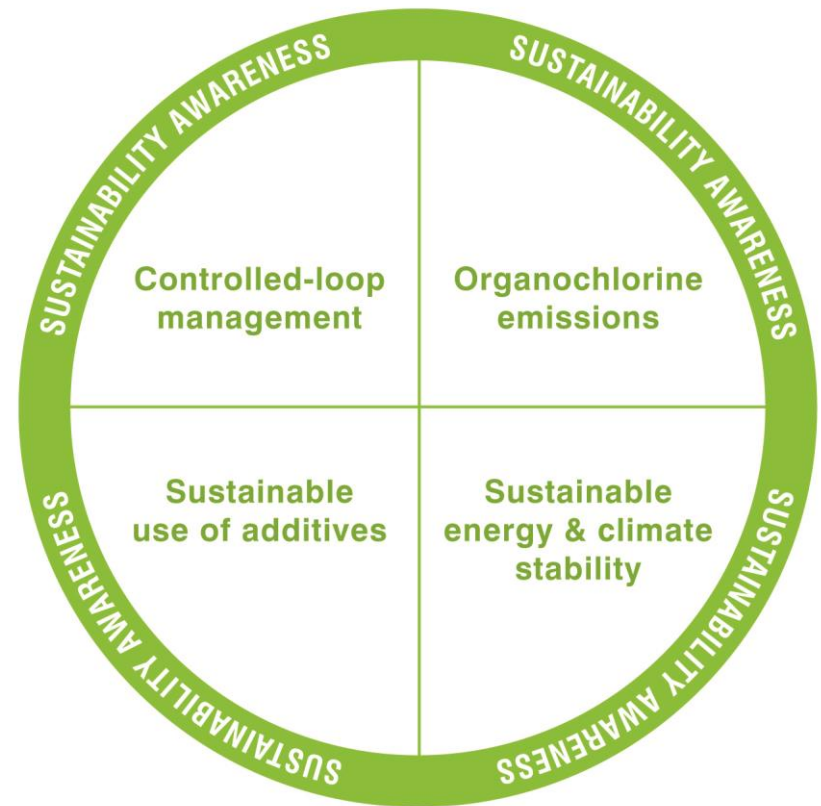 SUSTAINABILITY AWARENESS
SUSTAINABILITY AWARENESS
Controlled-loop
management
Organochlorine
emissions
Sustainable
use of additives
Sustainable
energy & climate
stability
SUSTAINABILITY AWARENESS
SUSTAINABILITY AWARENESS